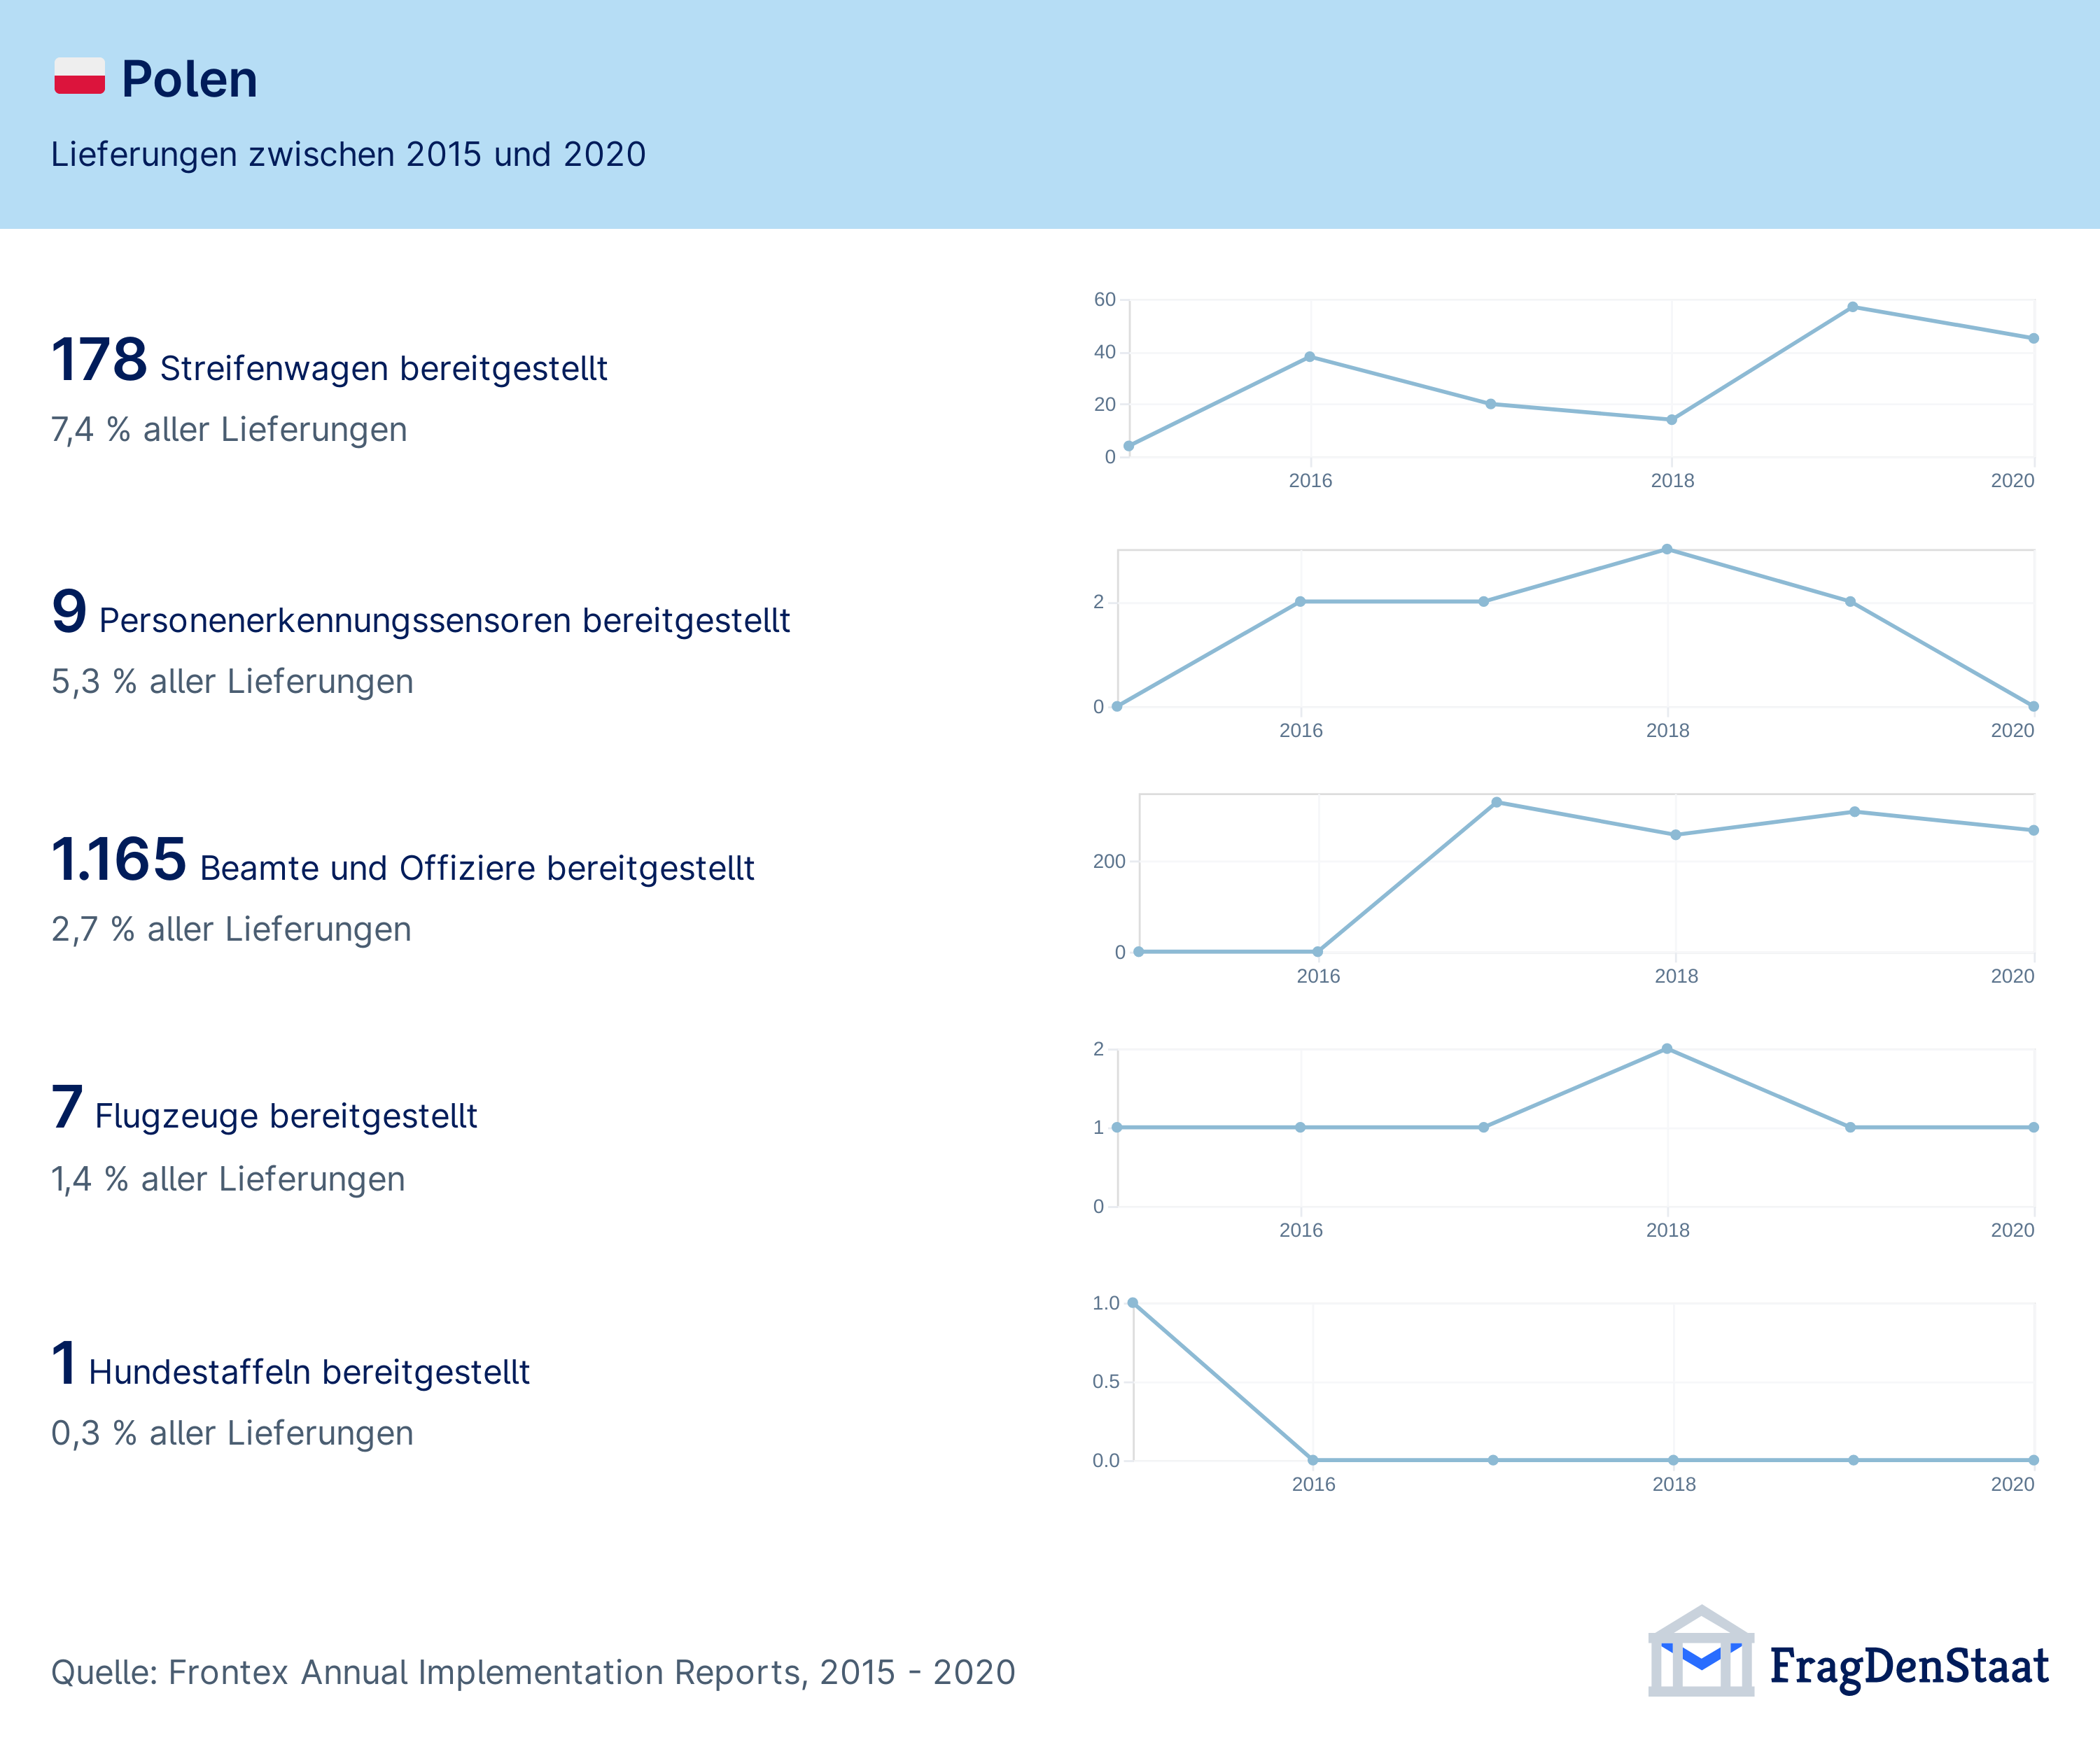 Polen
Lieferungen zwischen 2015 und 2020
178 Streifenwagen bereitgestellt
7,4 % aller Lieferungen
60
40
20
0
2016 2018 2020
9 Personenerkennungssensoren bereitgestellt
5,3 % aller Lieferungen
2
0
2016 2018 2020
1.165 Beamte und Offiziere bereitgestellt
2,7 % aller Lieferungen
200
0
2016 2018 2020
7 Flugzeuge bereitgestellt
1,4 % aller Lieferungen
2
1
0
2016 2018 2020
1 Hundestaffeln bereitgestellt
0,3 % aller Lieferungen
1.0
0.5
0.0
2016 2018 2020
Quelle: Frontex Annual Implementation Reports, 2015 - 2020
FragDenStaat